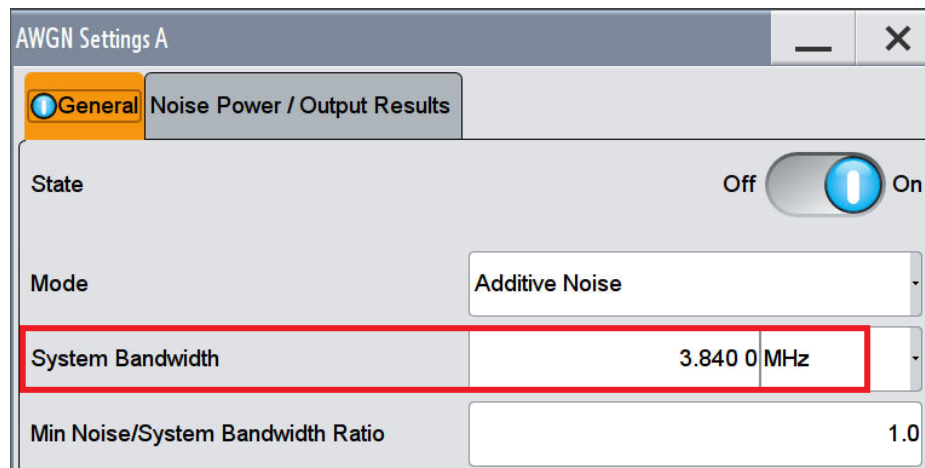 AWGN Settings A
General Noise Power / Output Results
State Off On
Mode Additive Noise
System Bandwidth 3.840 0 MHz
Min Noise/System Bandwidth Ratio 1.0